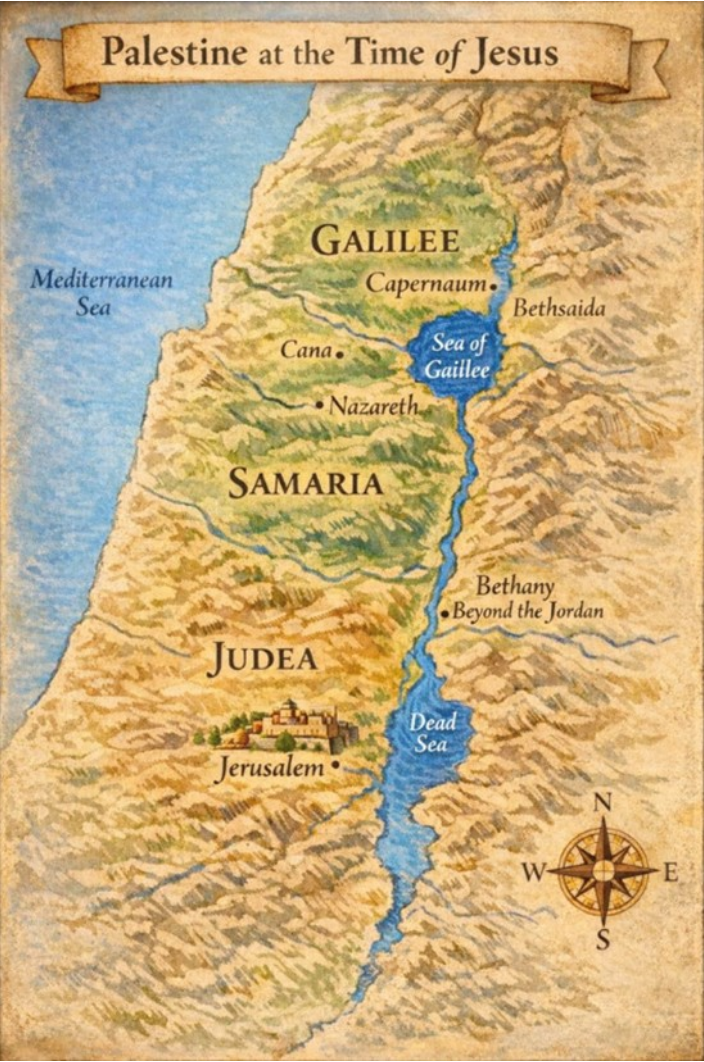 Palestine at the Time of Jesus
GALILEE
Mediterranean
Sea
Capernaum
Bethsaida
Cana
Sea of
Gaillee
Nazareth
SAMARIA
Bethany
Beyond the Jordan
JUDEA
Dead
Sea
Jerusalem
N
W
E
S